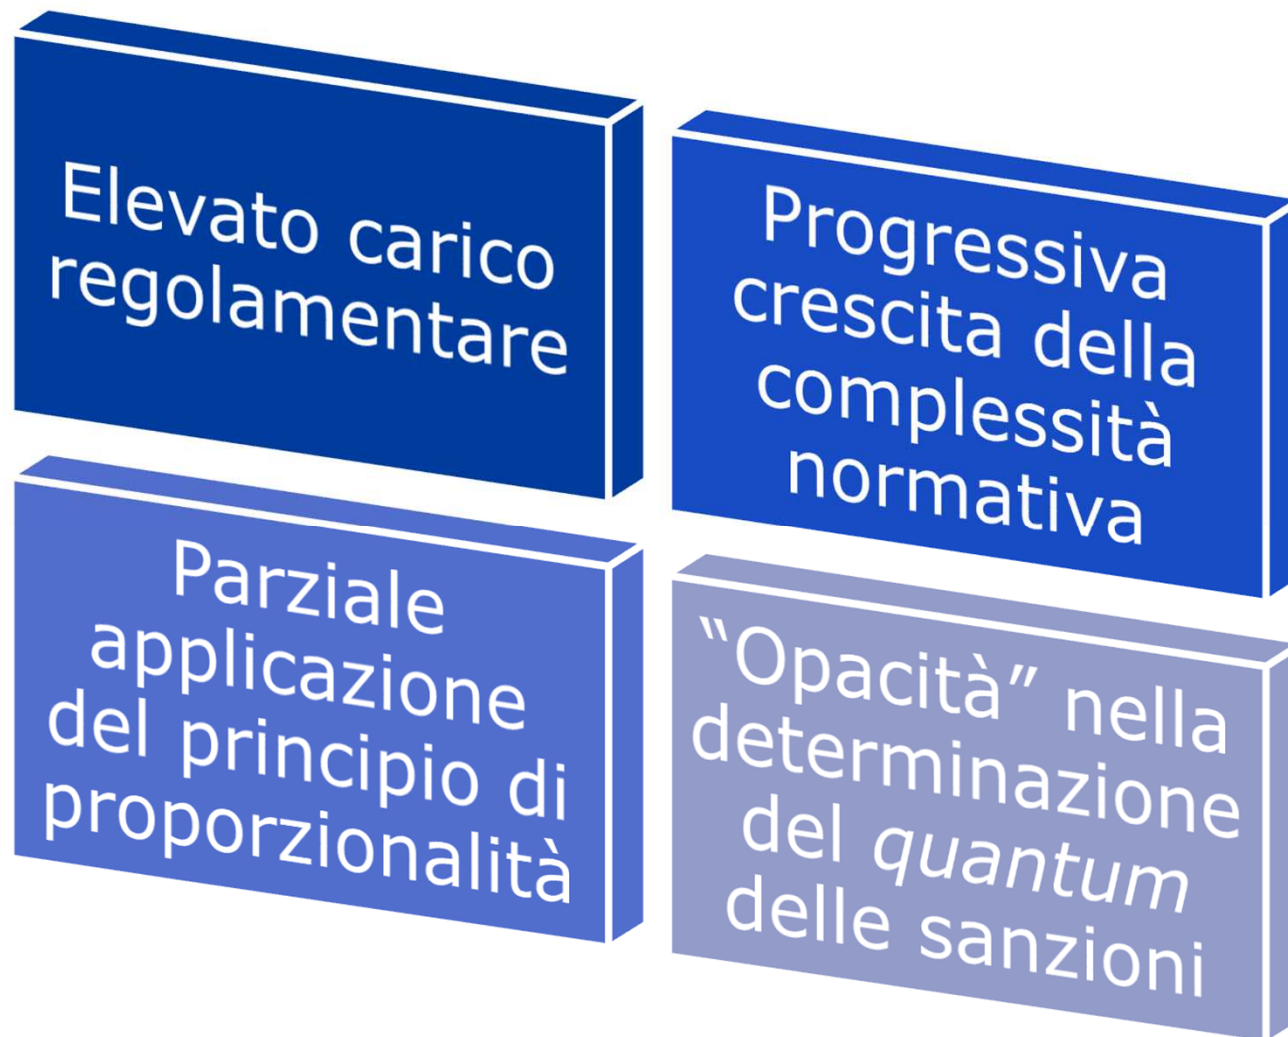 Elevato carico
regolamentare
Progressiva
crescita della
complessità
normativa
Parziale
applicazione
del principio di
proporzionalità
“Opacità” nella
determinazione
del quantum
delle sanzioni